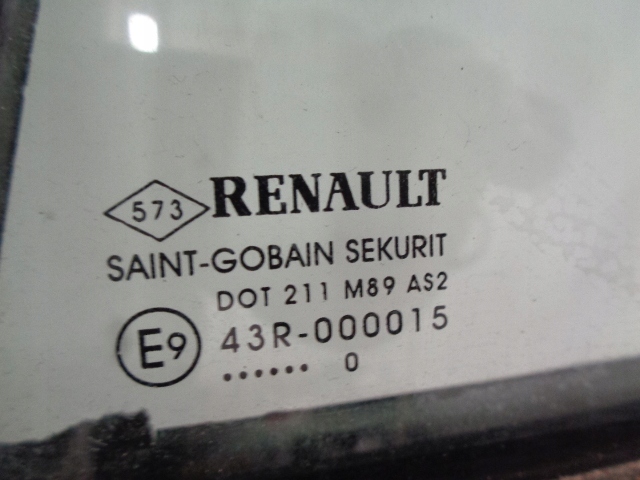 573 RENAULT
SAINT-GOBAIN SEKURIT
DOT 211 M89 AS2
E9 43R-000015
...... 0